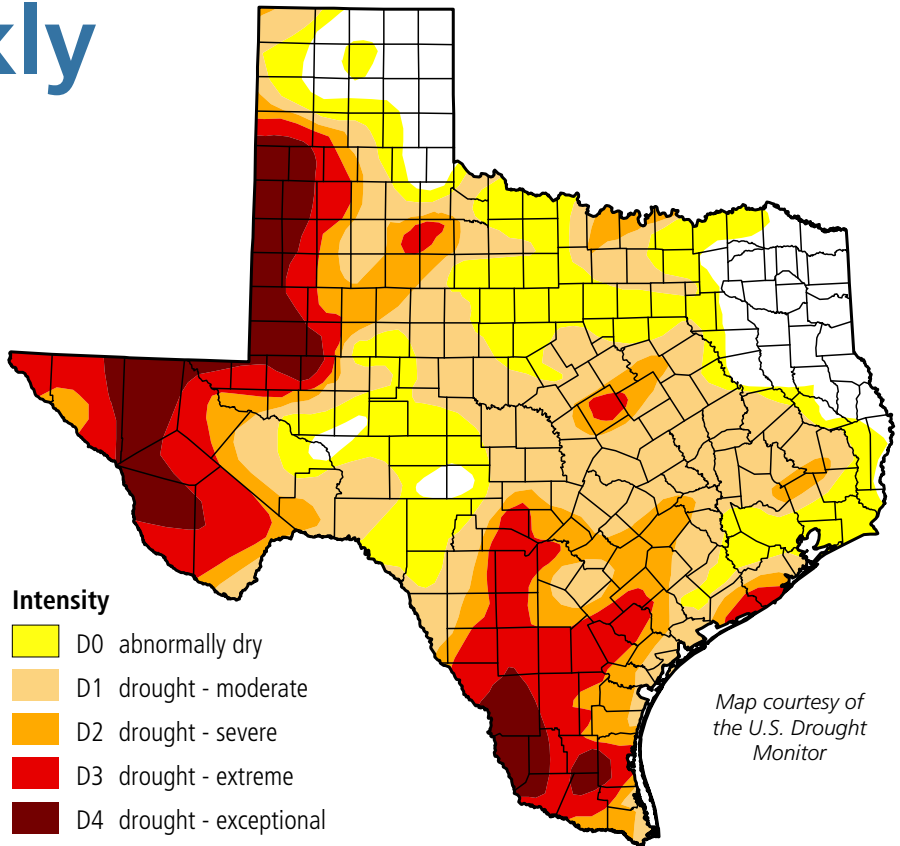 kly
Intensity
D0 abnormally dry
D1 drought - moderate
D2 drought - severe
D3 drought - extreme
D4 drought - exceptional
Map courtesy of
the U.S. Drought
Monitor